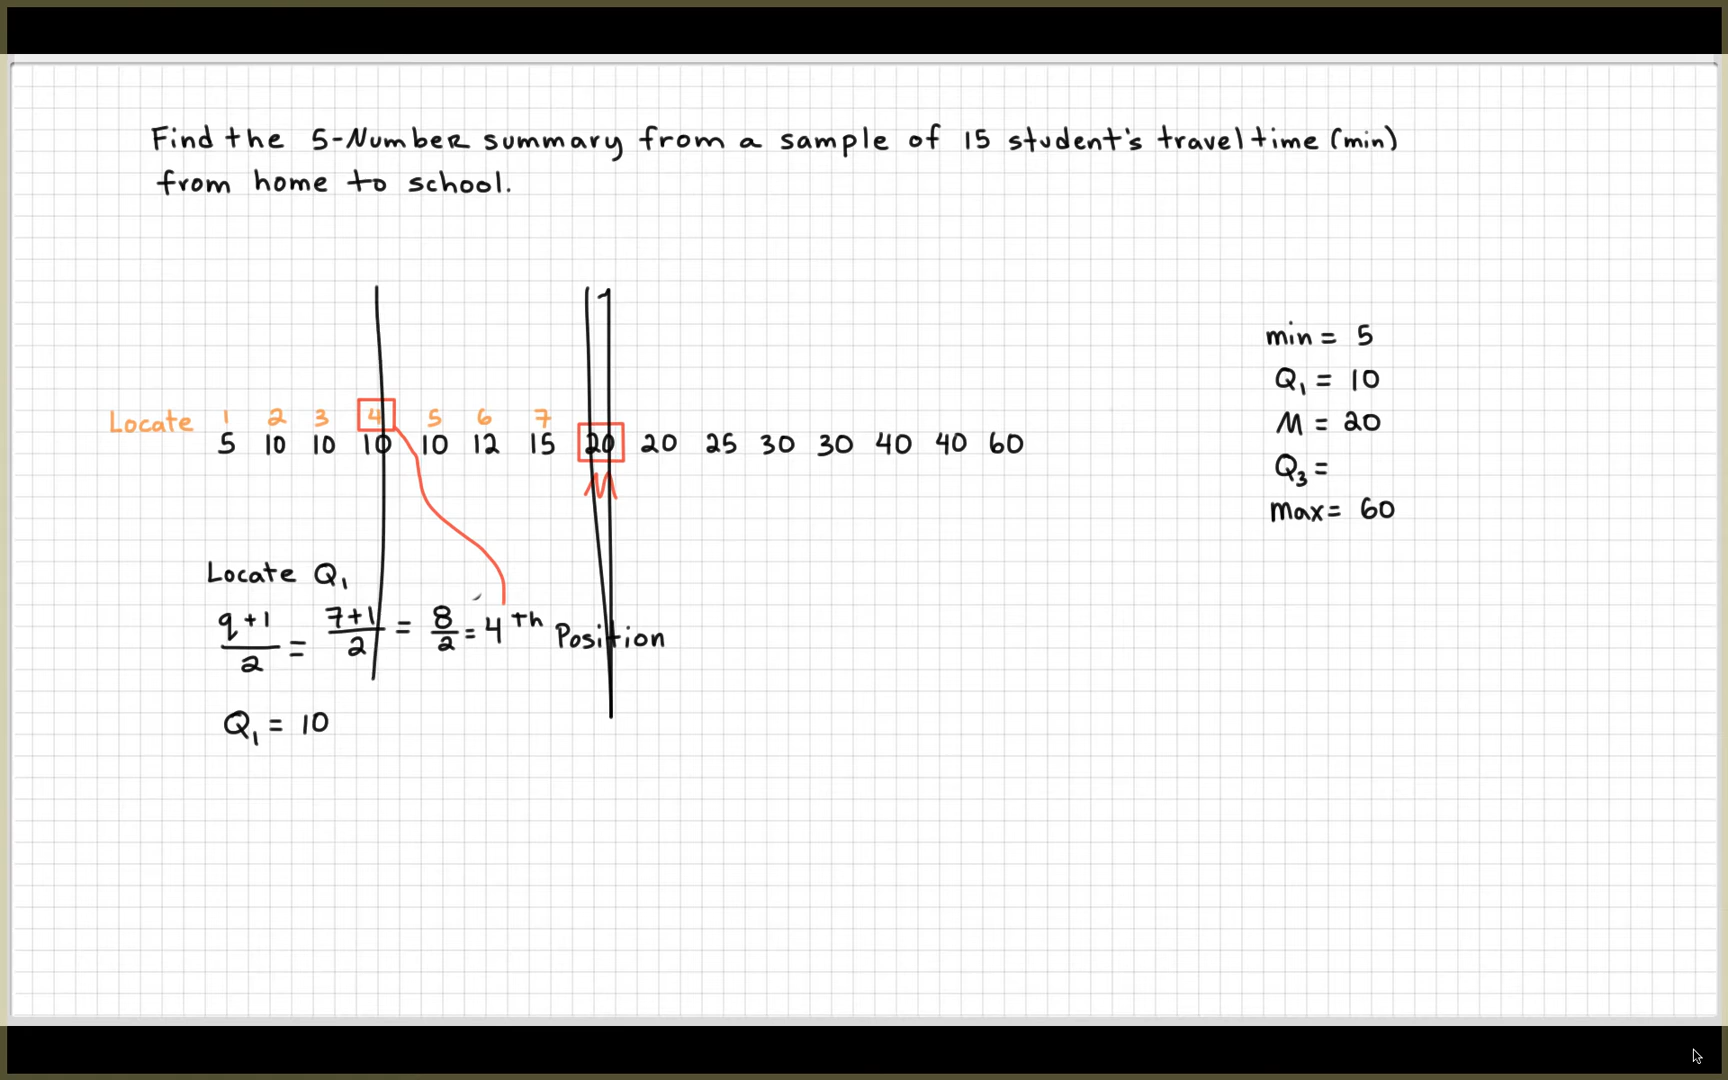 Find the 5-Number summary from a sample of 15 student's travel time (min)
from home to school.
min = 5
Q₁ = 10
M = 20
Q₃ =
max = 60
Locate 1 2 3 4 5 6 7
5 10 10 10 10 12 15 20 20 25 30 30 40 40 60
M
Locate Q₁
q+1/2 = 7+1/2 = 8/2 = 4th Position
Q₁ = 10